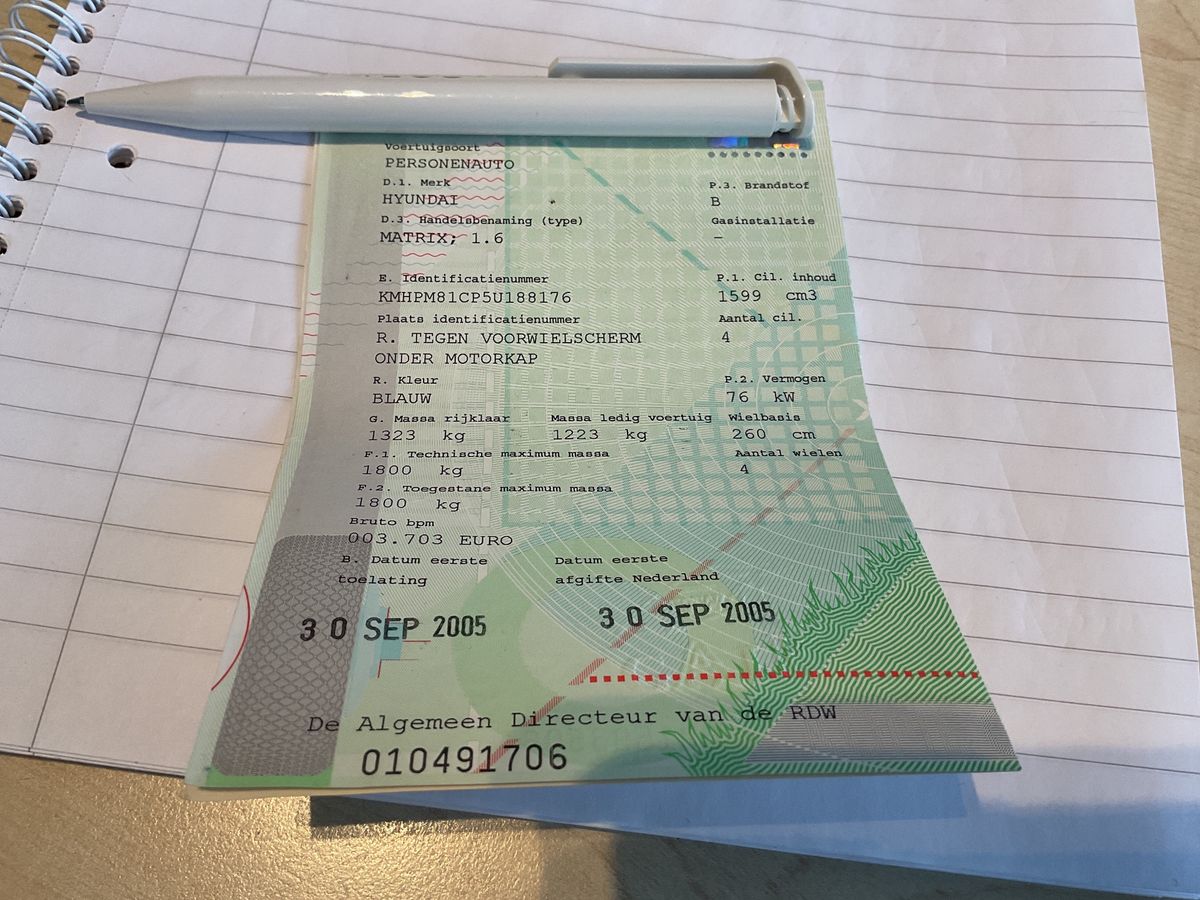 Voertuigsoort
PERSONENAUTO
D.1. Merk P.3. Brandstof
HYUNDAI B
D.3. Handelsbenaming (type) Gasinstallatie
MATRIX; 1.6 –
E. Identificatienummer P.1. Cil. inhoud
KMHPM81CP5U188176 1599 cm3
Plaats identificatienummer Aantal cil.
R. TEGEN VOORWIELSCHERM 4
ONDER MOTORKAP
R. Kleur P.2. Vermogen
BLAUW 76 kW
G. Massa rijklaar Massa ledig voertuig Wielbasis
1323 kg 1223 kg 260 cm
F.1. Technische maximum massa Aantal wielen
1800 kg 4
F.2. Toegestane maximum massa
1800 kg
Bruto bpm
003.703 EURO
B. Datum eerste Datum eerste
toelating afgifte Nederland
30 SEP 2005 30 SEP 2005
De Algemeen Directeur van de RDW
010491706